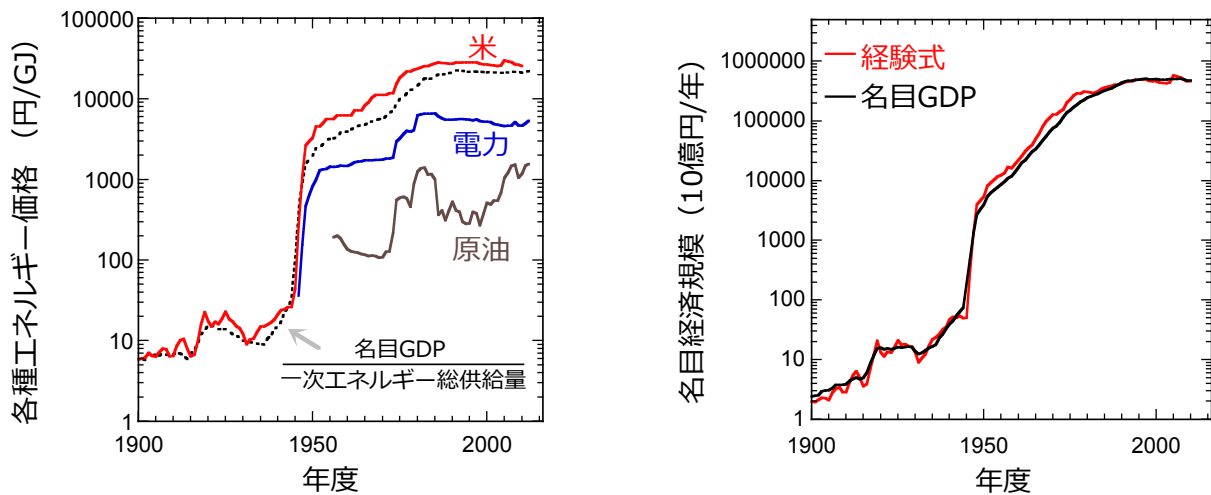 各種エネルギー価格 (円/GJ)
100000
10000
1000
100
10
1
1900
1950
2000
年度
米
電力
原油
名目GDP
一次エネルギー総供給量
名目経済規模 (10億円/年)
1000000
100000
10000
1000
100
10
1
1900
1950
2000
年度
経験式
名目GDP